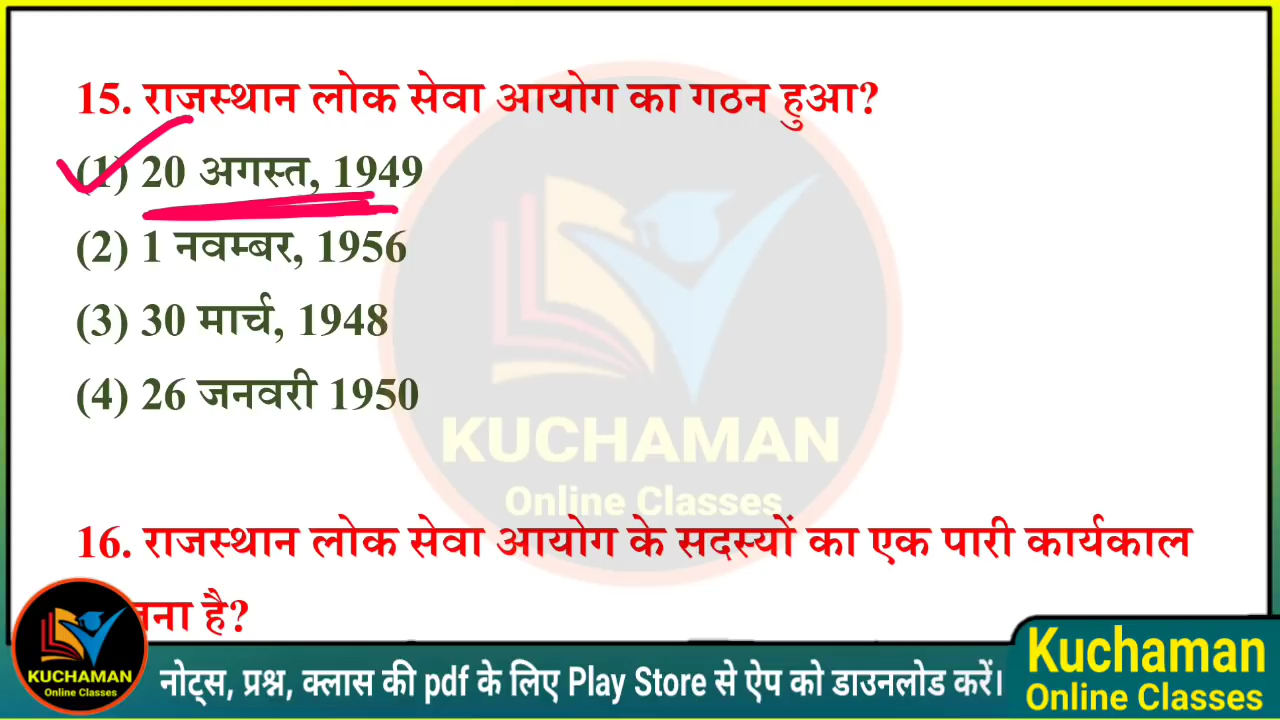 15. राजस्थान लोक सेवा आयोग का गठन हुआ?
(1) 20 अगस्त, 1949
(2) 1 नवम्बर, 1956
(3) 30 मार्च, 1948
(4) 26 जनवरी 1950
KUCHAMAN
Online Classes
16. राजस्थान लोक सेवा आयोग के सदस्यों का एक पारी कार्यकाल
है?
KUCHAMAN
Online Classes
नोट्स, प्रश्न, क्लास की pdf के लिए Play Store से ऐप को डाउनलोड करें।
Kuchaman
Online Classes